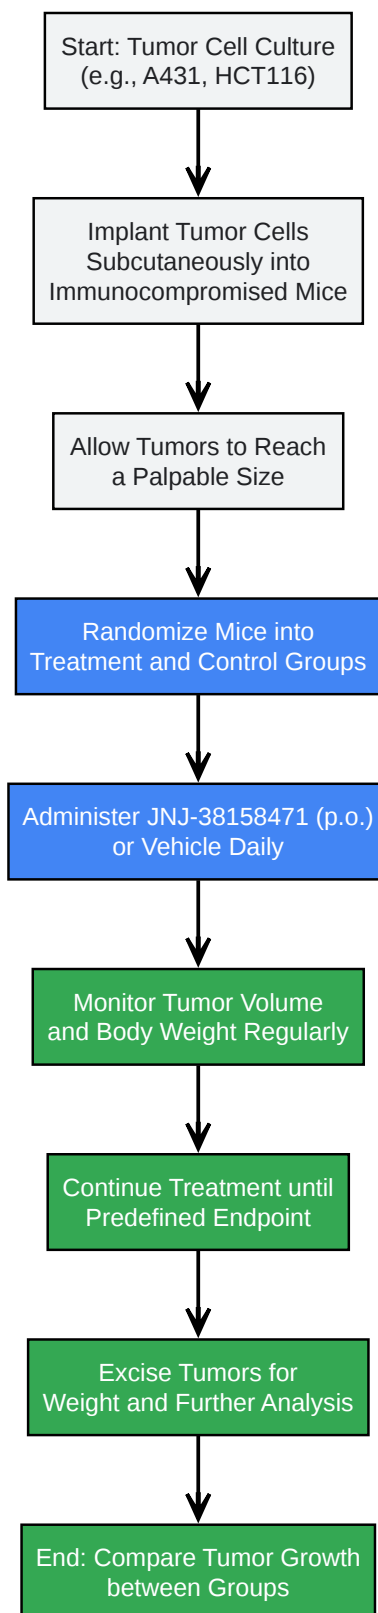 Start: Tumor Cell Culture
(e.g., A431, HCT116)
Implant Tumor Cells
Subcutaneously into
Immunocompromised Mice
Allow Tumors to Reach
a Palpable Size
Randomize Mice into
Treatment and Control Groups
Administer JNJ-38158471 (p.o.)
or Vehicle Daily
Monitor Tumor Volume
and Body Weight Regularly
Continue Treatment until
Predefined Endpoint
Excise Tumors for
Weight and Further Analysis
End: Compare Tumor Growth
between Groups